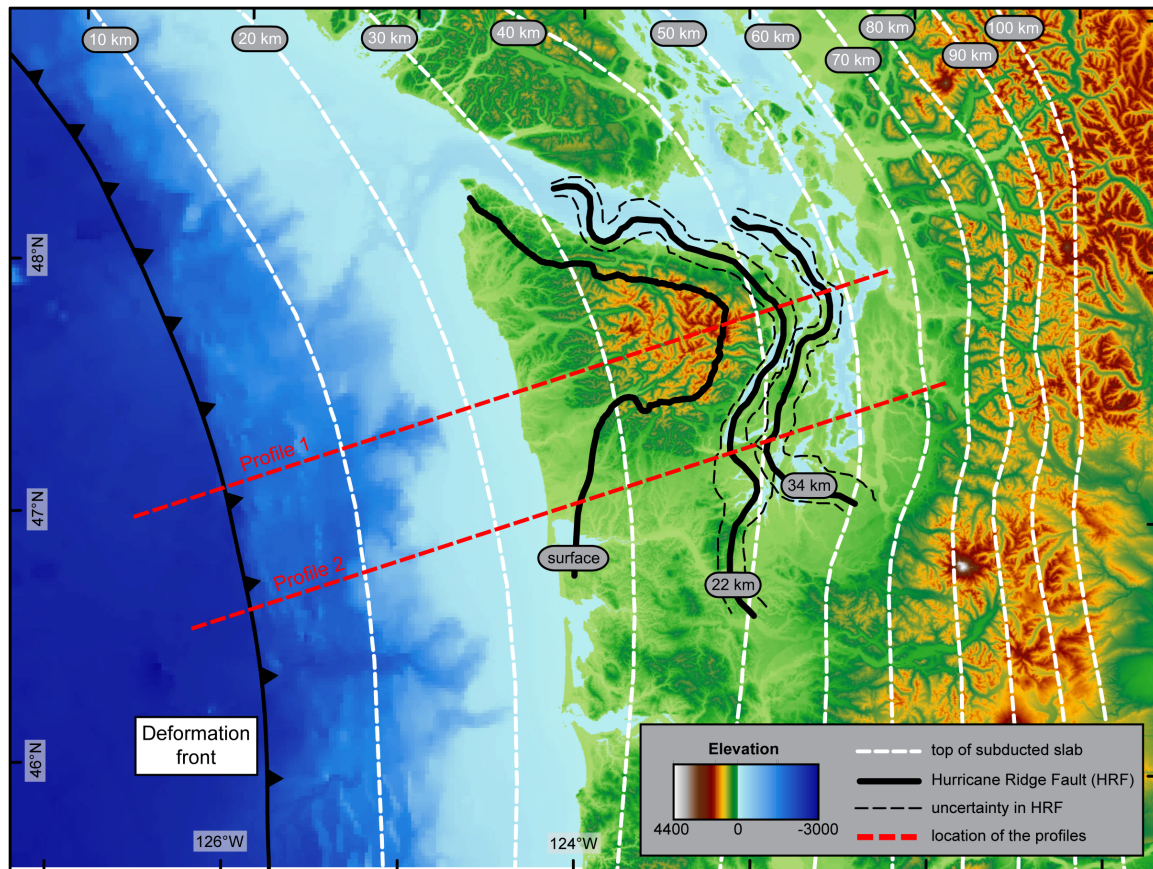 10 km
20 km
30 km
40 km
50 km
60 km
70 km
80 km
90 km
100 km
48°N
47°N
46°N
Profile 1
Profile 2
34 km
surface
22 km
Deformation
front
126°W
124°W
Elevation
4400 0 -3000
top of subducted slab
Hurricane Ridge Fault (HRF)
uncertainty in HRF
location of the profiles